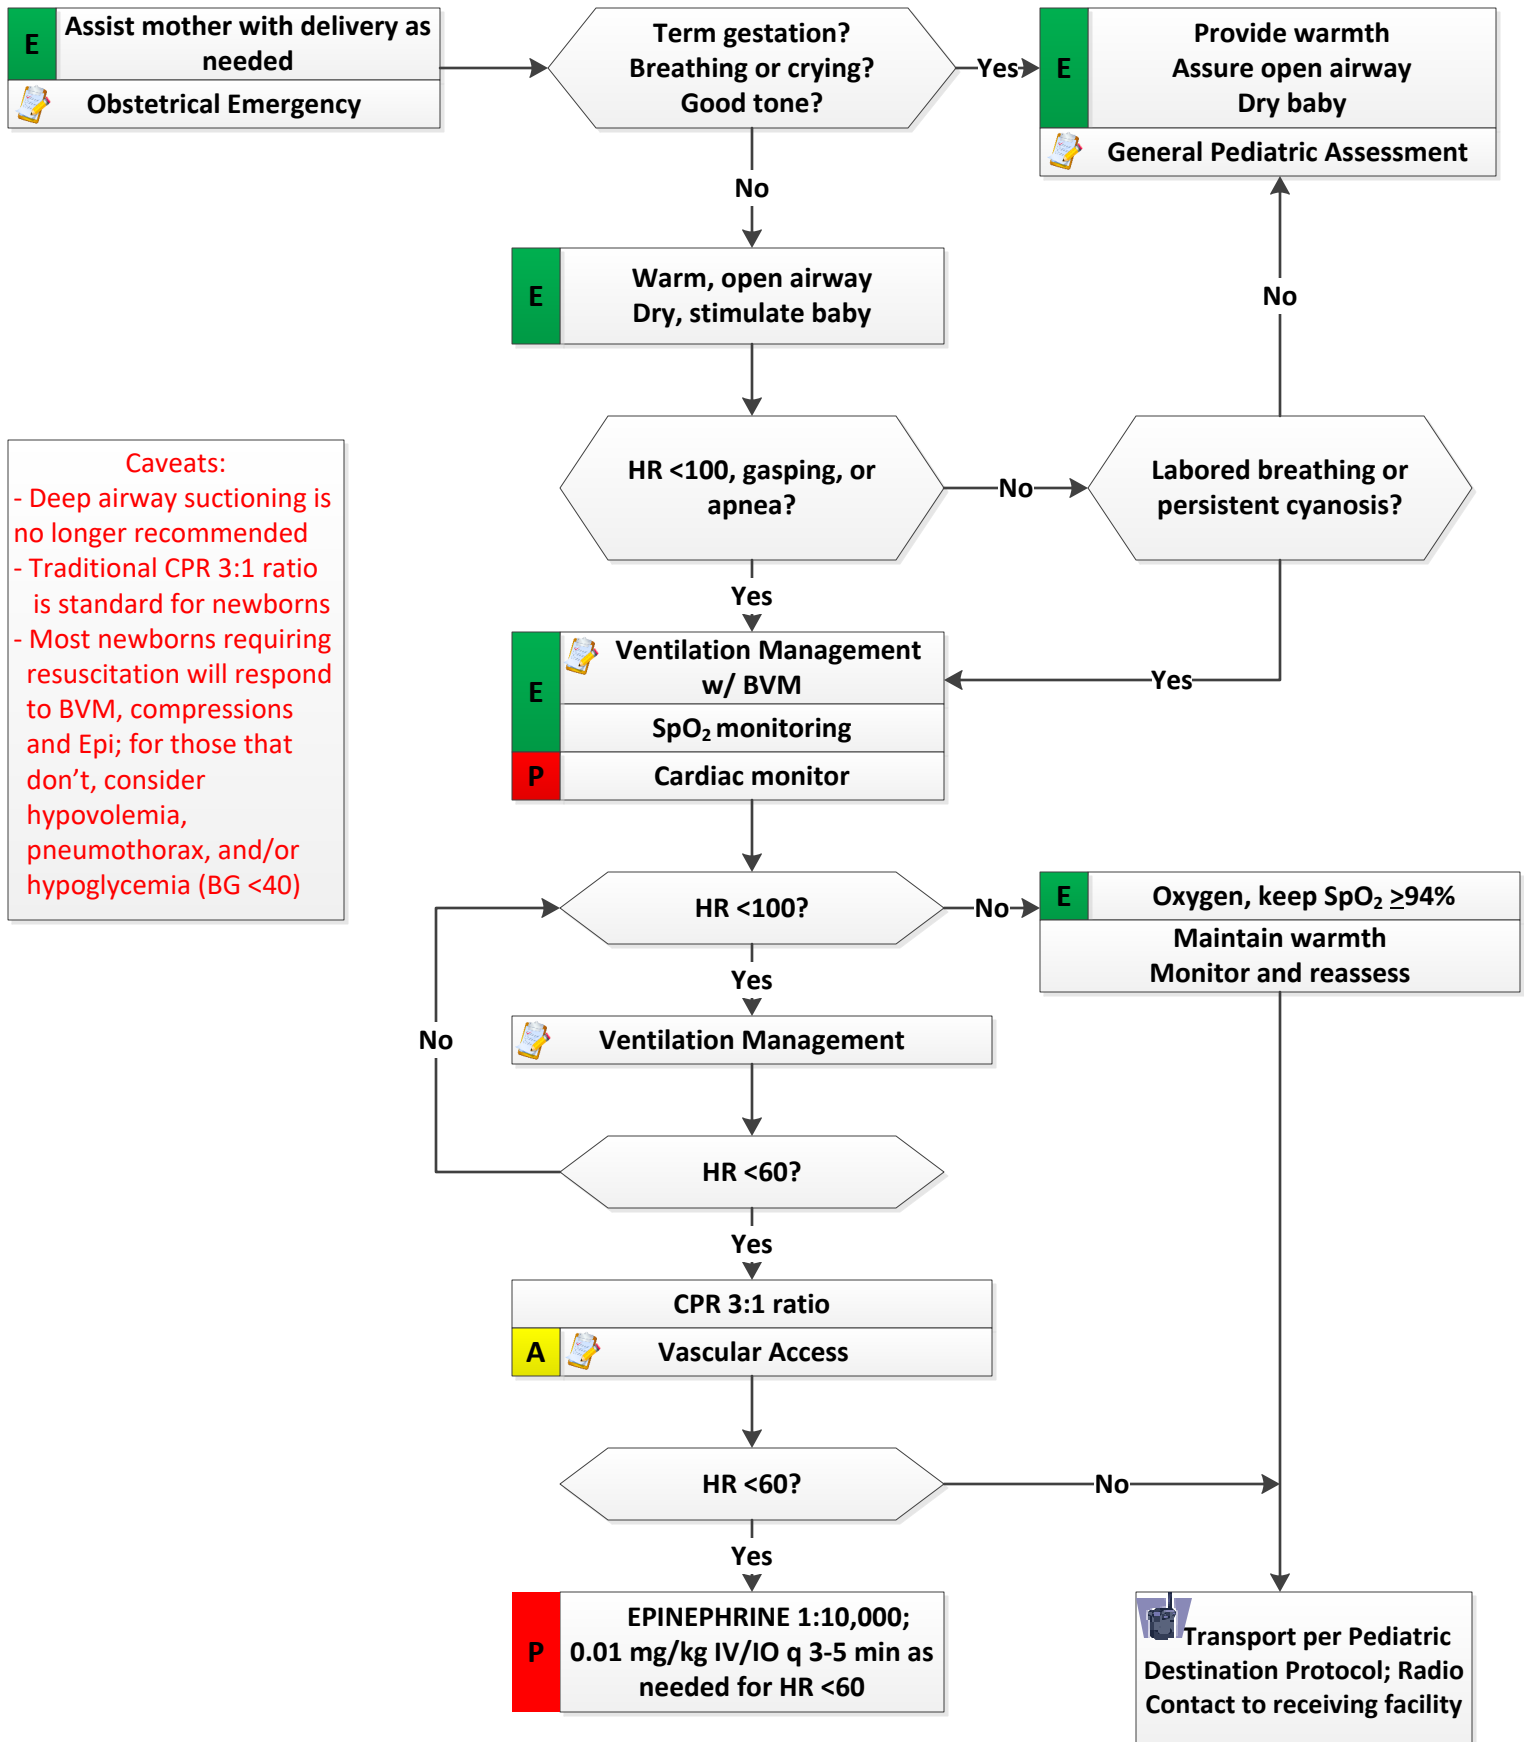 E
Assist mother with delivery as
needed
Obstetrical Emergency
Term gestation?
Breathing or crying?
Good tone?
Yes
E
Provide warmth
Assure open airway
Dry baby
General Pediatric Assessment
No
E
Warm, open airway
Dry, stimulate baby
No
HR <100, gasping, or
apnea?
No
Labored breathing or
persistent cyanosis?
Caveats:
- Deep airway suctioning is
no longer recommended
- Traditional CPR 3:1 ratio
is standard for newborns
- Most newborns requiring
resuscitation will respond
to BVM, compressions
and Epi; for those that
don’t, consider
hypovolemia,
pneumothorax, and/or
hypoglycemia (BG <40)
Yes
E
Ventilation Management
w/ BVM
SpO₂ monitoring
P
Cardiac monitor
Yes
HR <100?
No
E
Oxygen, keep SpO₂ ≥94%
Maintain warmth
Monitor and reassess
Yes
No
Ventilation Management
HR <60?
Yes
CPR 3:1 ratio
A
Vascular Access
HR <60?
No
Yes
P
EPINEPHRINE 1:10,000;
0.01 mg/kg IV/IO q 3-5 min as
needed for HR <60
Transport per Pediatric
Destination Protocol; Radio
Contact to receiving facility